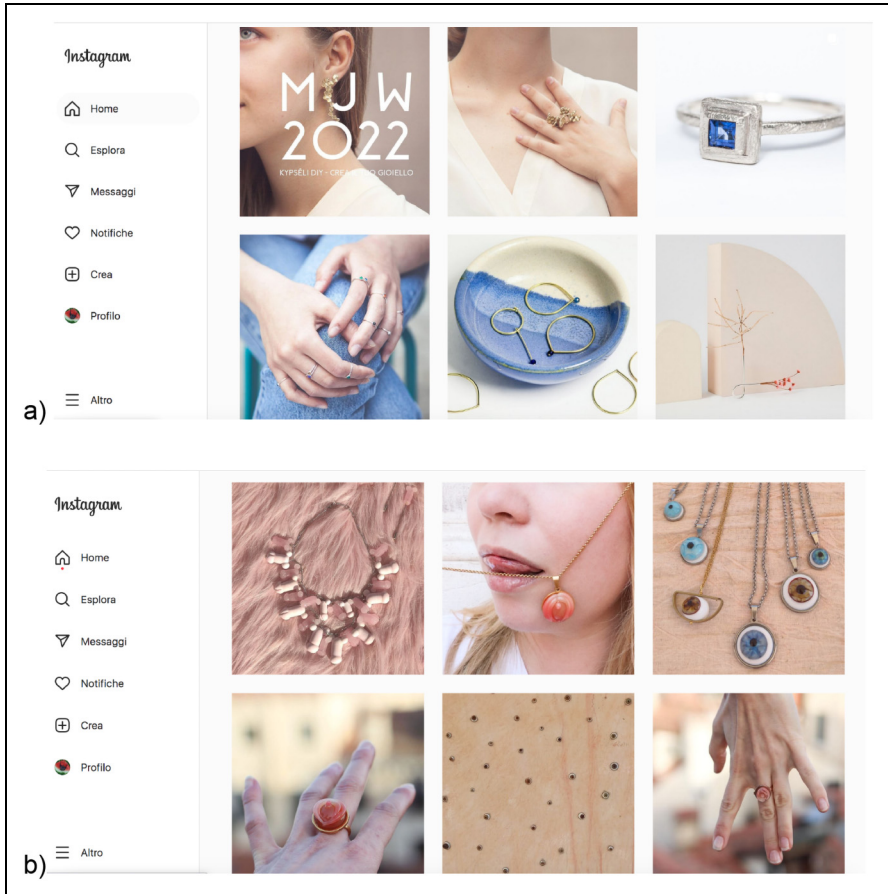 Instagram
Home
Esplora
Messaggi
Notifiche
Crea
Profilo
Altro
a)
MJW
2022
KYPSÉLI DIY - CREA IL TUO GIOIELLO
Instagram
Home
Esplora
Messaggi
Notifiche
Crea
Profilo
Altro
b)